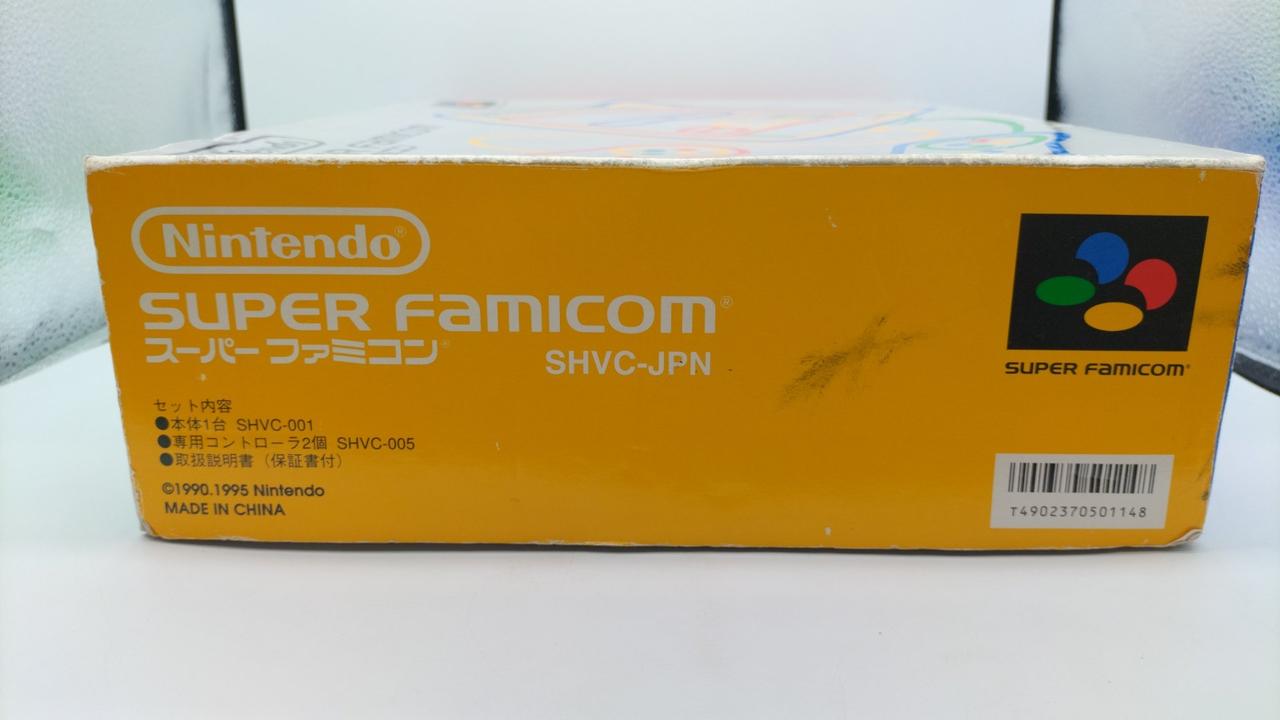 Nintendo®
SUPER FAMICOM®
スーパーファミコン®
SHVC-JPN
セット内容
●本体1台 SHVC-001
●専用コントローラ2個 SHVC-005
●取扱説明書（保証書付）
©1990.1995 Nintendo
MADE IN CHINA
SUPER FAMICOM®
T4902370501148